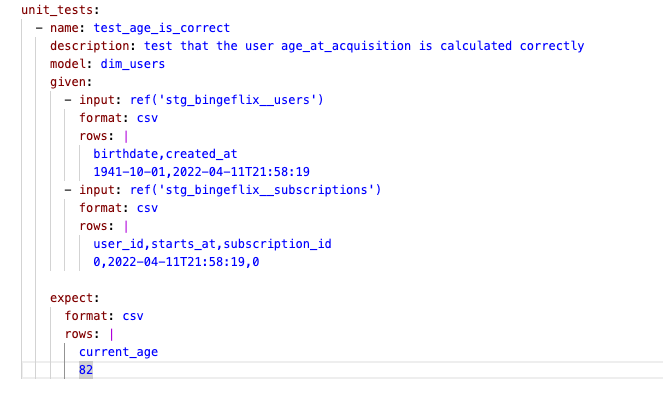 unit_tests:
- name: test_age_is_correct
description: test that the user age_at_acquisition is calculated correctly
model: dim_users
given:
- input: ref('stg_bingeflix__users')
format: csv
rows: |
birthdate,created_at
1941-10-01,2022-04-11T21:58:19
- input: ref('stg_bingeflix__subscriptions')
format: csv
rows: |
user_id,starts_at,subscription_id
0,2022-04-11T21:58:19,0
expect:
format: csv
rows: |
current_age
82